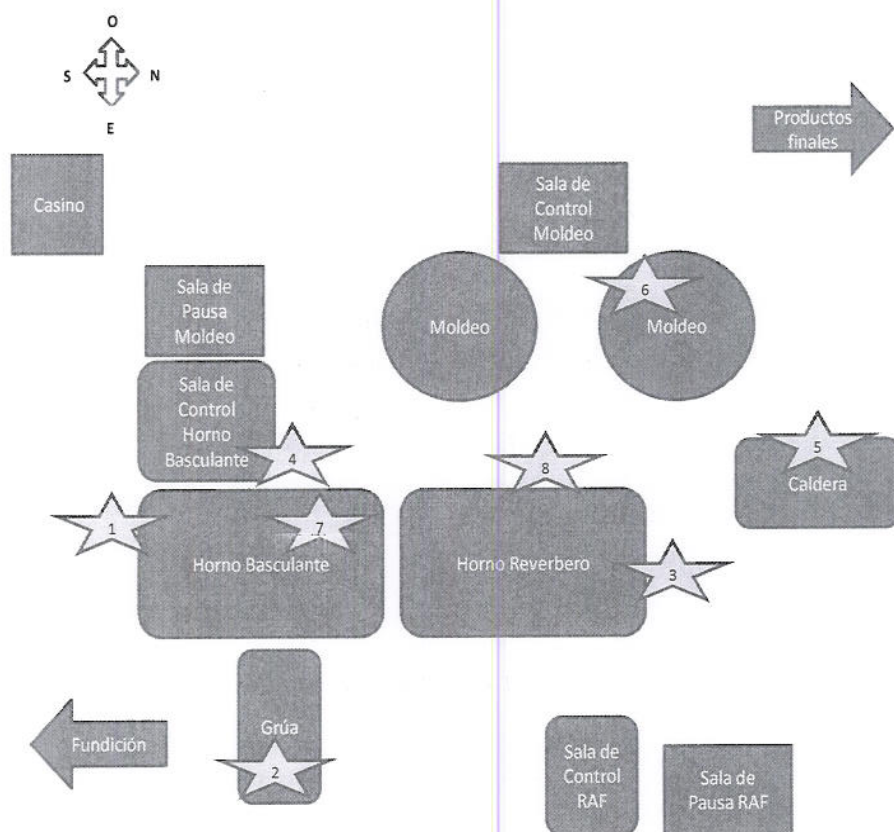 O
S
N
E
Productos
finales
Casino
Sala de
Control
Moldeo
Sala de
Pausa
Moldeo
Moldeo
6
Moldeo
Sala de
Control
Horno
Basculante
4
8
5
Caldera
1
7
Horno Basculante
Horno Reverbero
3
Fundición
Grúa
2
Sala de
Control
RAF
Sala de
Pausa RAF